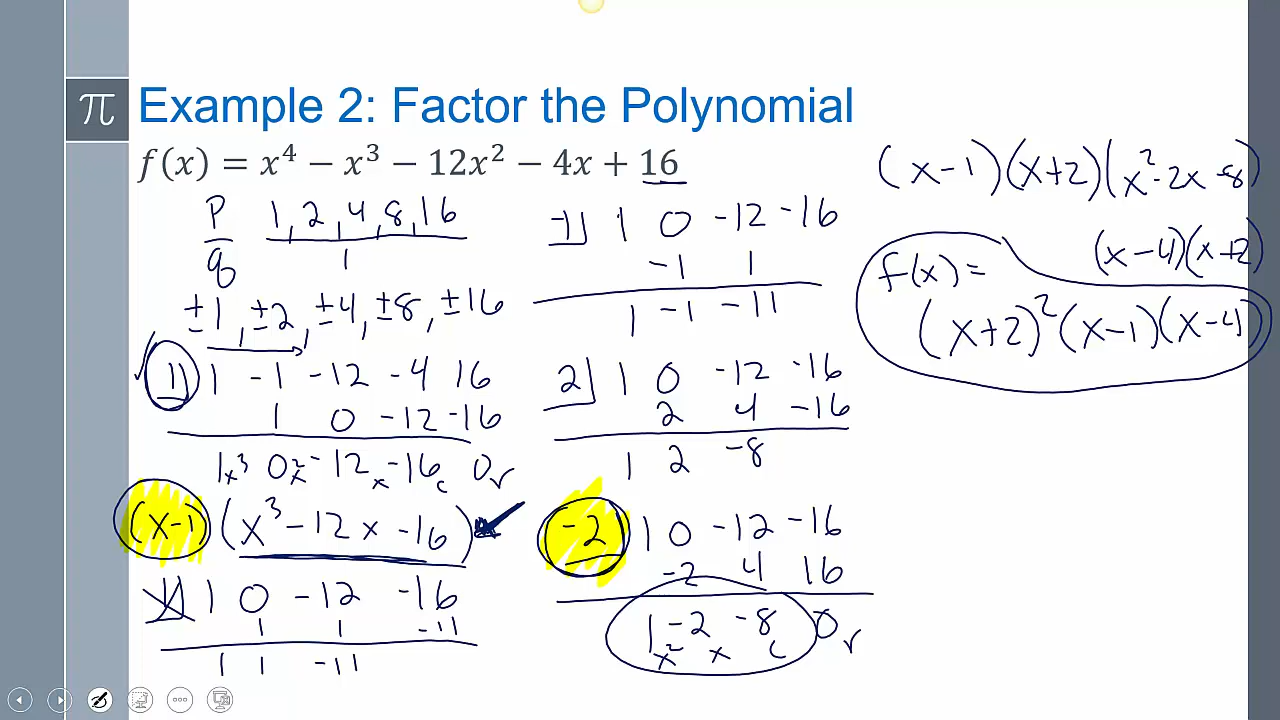 π
Example 2: Factor the Polynomial
f(x) = x⁴ − x³ − 12x² − 4x + 16
P 1, 2, 4, 8, 16
q 1
±1, ±2, ±4, ±8, ±16
1 1 -1 -12 -4 16
1 0 -12 -16
1x³ 0x² -12x -16c 0r
(x-1) (x³ -12x -16)
1 1 0 -12 -16
1 1 -11
1 1 -11
-1 1 0 -12 -16
-1 1
1 -1 -11
2 1 0 -12 -16
2 4 -16
1 2 -8
-2 1 0 -12 -16
-2 4 16
1 -2 -8 0r
x² x c
(x-1)(x+2)(x²-2x-8)
(x-4)(x+2)
f(x)=
(x+2)²(x-1)(x-4)